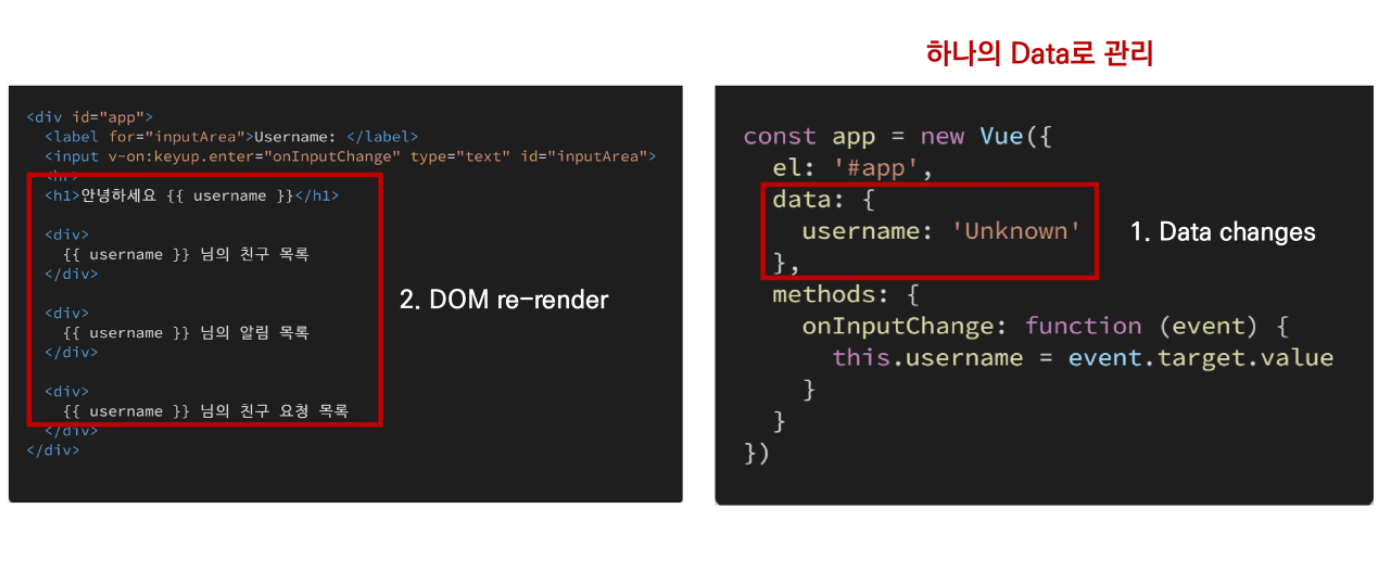 하나의 Data로 관리
<div id="app">
<label for="inputArea">Username: </label>
<input v-on:keyup.enter="onInputChange" type="text" id="inputArea">
<hr>
<h1>안녕하세요 {{ username }}</h1>
<div>
{{ username }} 님의 친구 목록
</div>
<div>
{{ username }} 님의 알림 목록
</div>
<div>
{{ username }} 님의 친구 요청 목록
</div>
</div>
2. DOM re-render
const app = new Vue({
el: '#app',
data: {
username: 'Unknown'
},
methods: {
onInputChange: function (event) {
this.username = event.target.value
}
}
})
1. Data changes